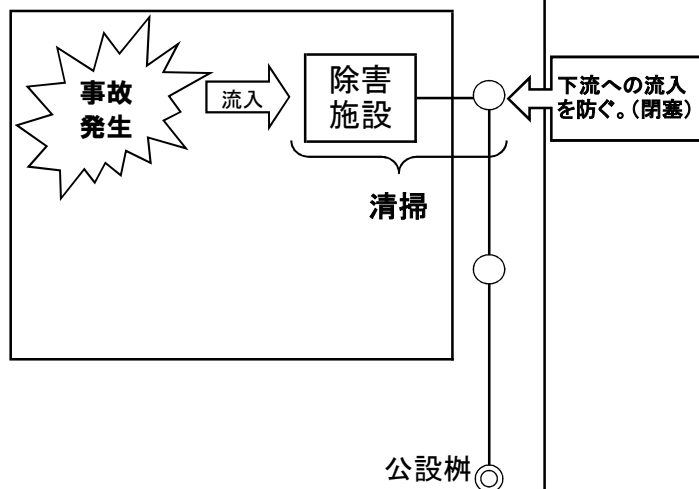 事故
発生
流入
除害
施設
下流への流入
を防ぐ。(閉塞)
清掃
公設桝